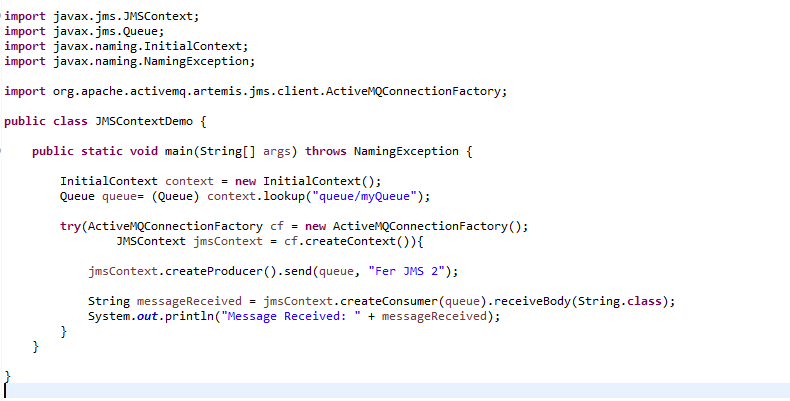 import javax.jms.JMSContext;
import javax.jms.Queue;
import javax.naming.InitialContext;
import javax.naming.NamingException;

import org.apache.activemq.artemis.jms.client.ActiveMQConnectionFactory;

public class JMSContextDemo {

    public static void main(String[] args) throws NamingException {

        InitialContext context = new InitialContext();
        Queue queue= (Queue) context.lookup("queue/myQueue");

        try(ActiveMQConnectionFactory cf = new ActiveMQConnectionFactory();
                JMSContext jmsContext = cf.createContext()){

            jmsContext.createProducer().send(queue, "Fer JMS 2");

            String messageReceived = jmsContext.createConsumer(queue).receiveBody(String.class);
            System.out.println("Message Received: " + messageReceived);
        }
    }

}